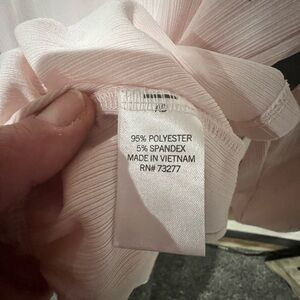 95% POLYESTER
5% SPANDEX
MADE IN VIETNAM
RN# 73277